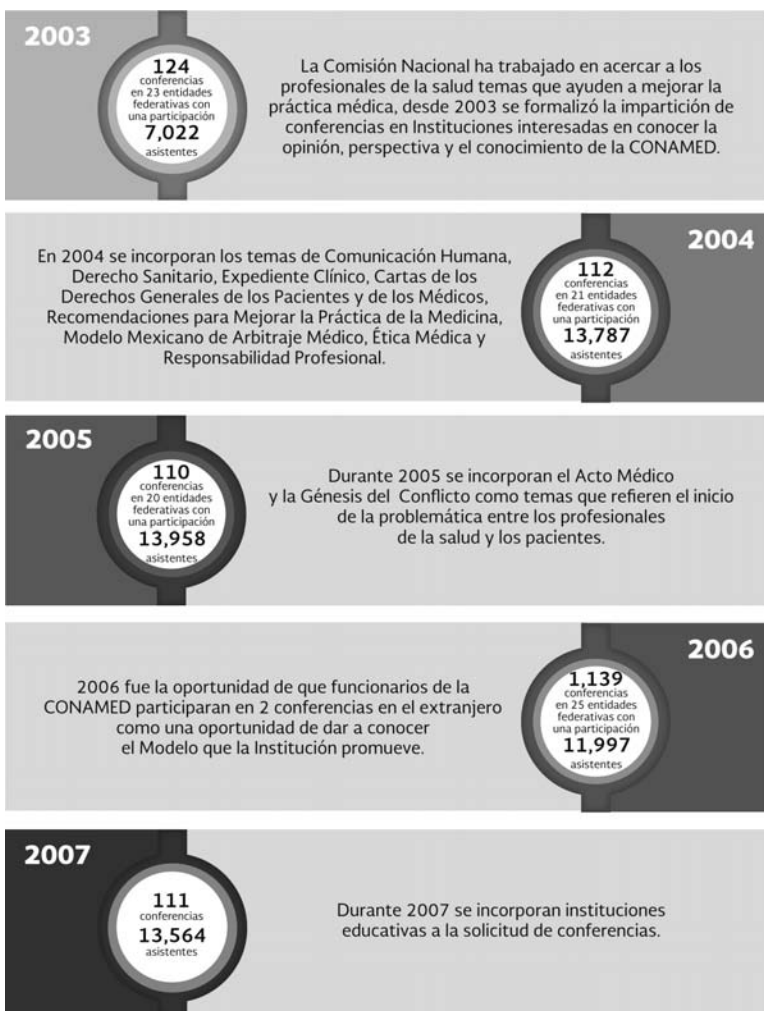 2003
124
conferencias
en 23 entidades
federativas con
una participación
7,022
asistentes
La Comisión Nacional ha trabajado en acercar a los
profesionales de la salud temas que ayuden a mejorar la
práctica médica, desde 2003 se formalizó la impartición de
conferencias en Instituciones interesadas en conocer la
opinión, perspectiva y el conocimiento de la CONAMED.
En 2004 se incorporan los temas de Comunicación Humana,
Derecho Sanitario, Expediente Clínico, Cartas de los
Derechos Generales de los Pacientes y de los Médicos,
Recomendaciones para Mejorar la Práctica de la Medicina,
Modelo Mexicano de Arbitraje Médico, Ética Médica y
Responsabilidad Profesional.
2004
112
conferencias
en 21 entidades
federativas con
una participación
13,787
asistentes
2005
110
conferencias
en 20 entidades
federativas con
una participación
13,958
asistentes
Durante 2005 se incorporan el Acto Médico
y la Génesis del Conflicto como temas que refieren el inicio
de la problemática entre los profesionales
de la salud y los pacientes.
2006 fue la oportunidad de que funcionarios de la
CONAMED participaran en 2 conferencias en el extranjero
como una oportunidad de dar a conocer
el Modelo que la Institución promueve.
2006
1,139
conferencias
en 25 entidades
federativas con
una participación
11,997
asistentes
2007
111
conferencias
13,564
asistentes
Durante 2007 se incorporan instituciones
educativas a la solicitud de conferencias.